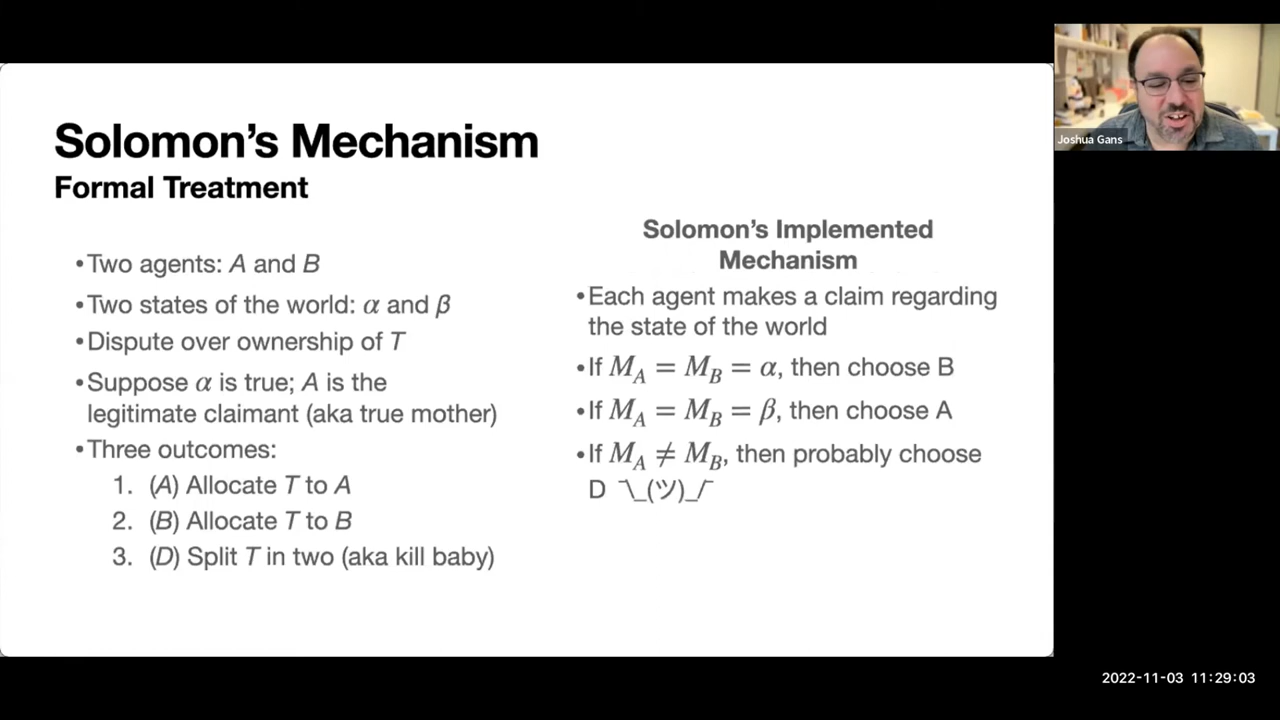 Solomon’s Mechanism
Formal Treatment
•Two agents: A and B
•Two states of the world: α and β
•Dispute over ownership of T
•Suppose α is true; A is the
legitimate claimant (aka true mother)
•Three outcomes:
1. (A) Allocate T to A
2. (B) Allocate T to B
3. (D) Split T in two (aka kill baby)
Solomon’s Implemented
Mechanism
•Each agent makes a claim regarding
the state of the world
•If M_A = M_B = α, then choose B
•If M_A = M_B = β, then choose A
•If M_A ≠ M_B, then probably choose
D ¯\_(ツ)_/¯
Joshua Gans
2022-11-03 11:29:03